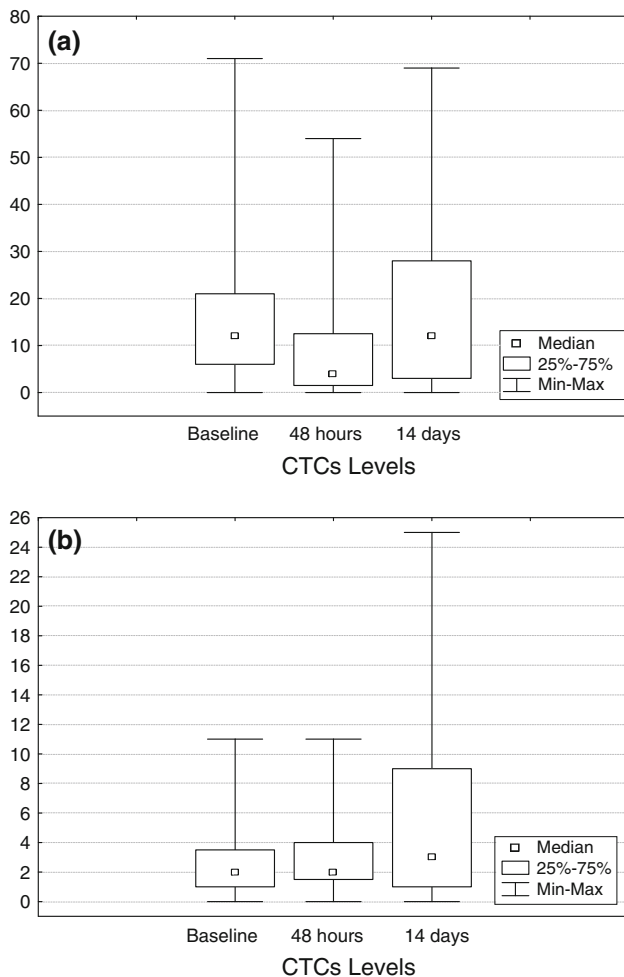 (a)
80
70
60
50
40
30
20
10
0
Median
25%-75%
Min-Max
Baseline 48 hours 14 days
CTCs Levels
(b)
26
24
22
20
18
16
14
12
10
8
6
4
2
0
Median
25%-75%
Min-Max
Baseline 48 hours 14 days
CTCs Levels